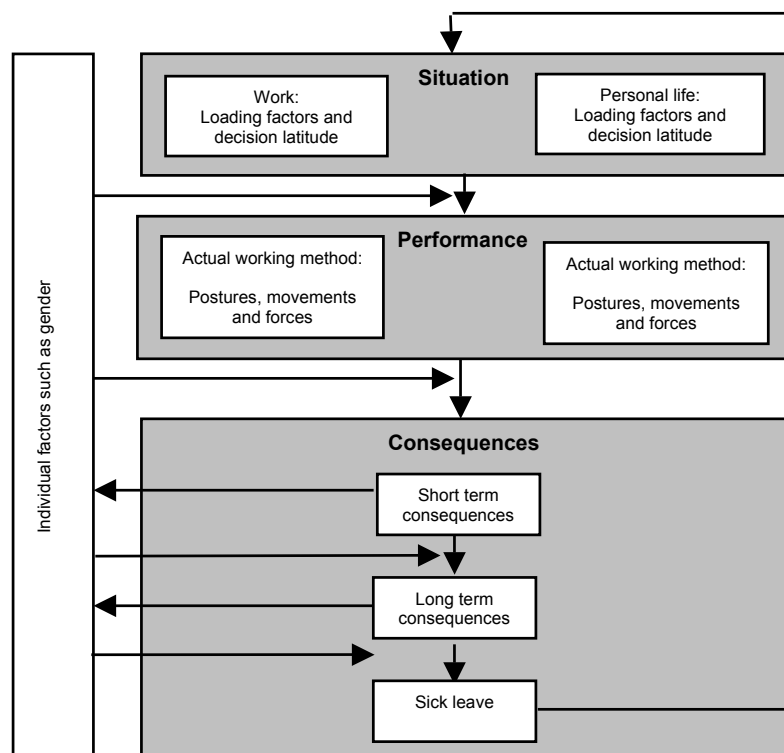 Situation
Work:
Loading factors and
decision latitude
Personal life:
Loading factors and
decision latitude
Performance
Actual working method:
Postures, movements
and forces
Actual working method:
Postures, movements
and forces
Individual factors such as gender
Consequences
Short term
consequences
Long term
consequences
Sick leave